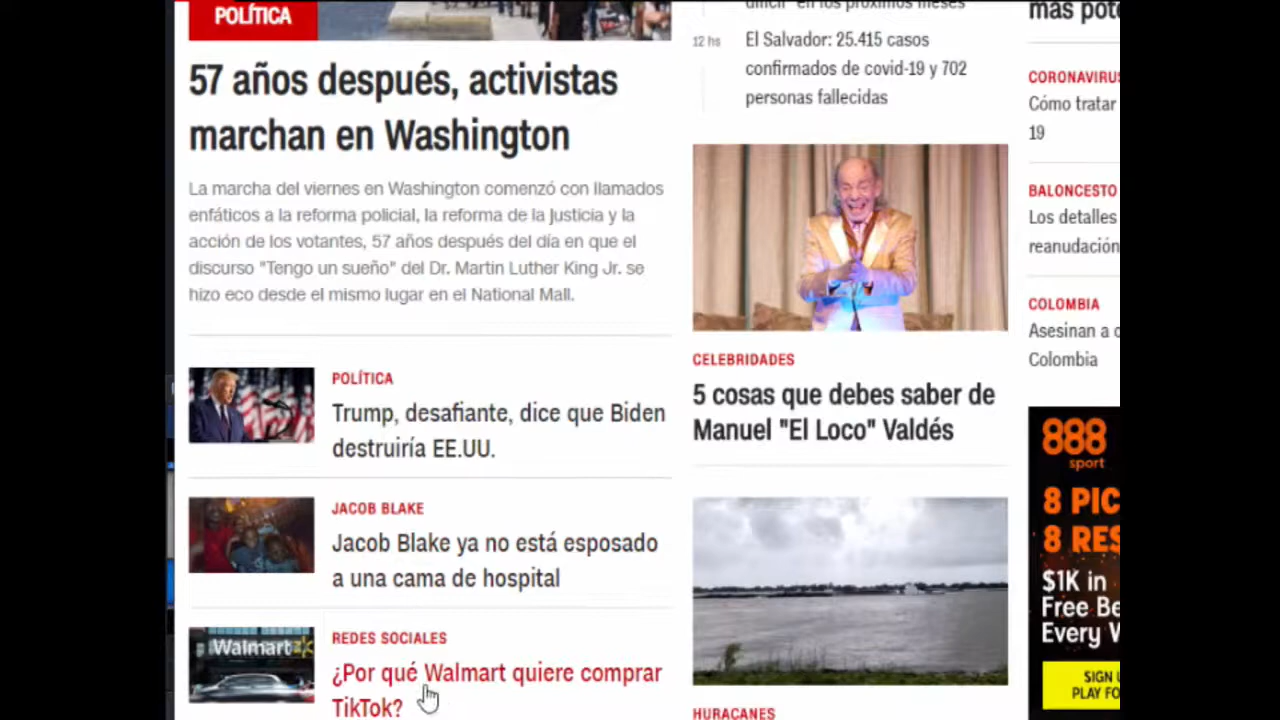 POLÍTICA
57 años después, activistas
marchan en Washington
La marcha del viernes en Washington comenzó con llamados
enfáticos a la reforma policial, la reforma de la Justicia y la
acción de los votantes, 57 años después del día en que el
discurso "Tengo un sueño" del Dr. Martin Luther King Jr. se
hizo eco desde el mismo lugar en el National Mall.
POLÍTICA
Trump, desafiante, dice que Biden
destruiría EE.UU.
JACOB BLAKE
Jacob Blake ya no está esposado
a una cama de hospital
Walmart
REDES SOCIALES
¿Por qué Walmart quiere comprar
TikTok?
difícil" en los próximos meses
12 hs
El Salvador: 25.415 casos
confirmados de covid-19 y 702
personas fallecidas
CELEBRIDADES
5 cosas que debes saber de
Manuel "El Loco" Valdés
HURACANES
más pot
CORONAVIRUS
Cómo tratar
19
BALONCESTO
Los detalles
reanudación
COLOMBIA
Asesinan a
Colombia
888
sport
8 PIC
8 RES
$1K in
Free Be
Every
SIGN
PLAY FO